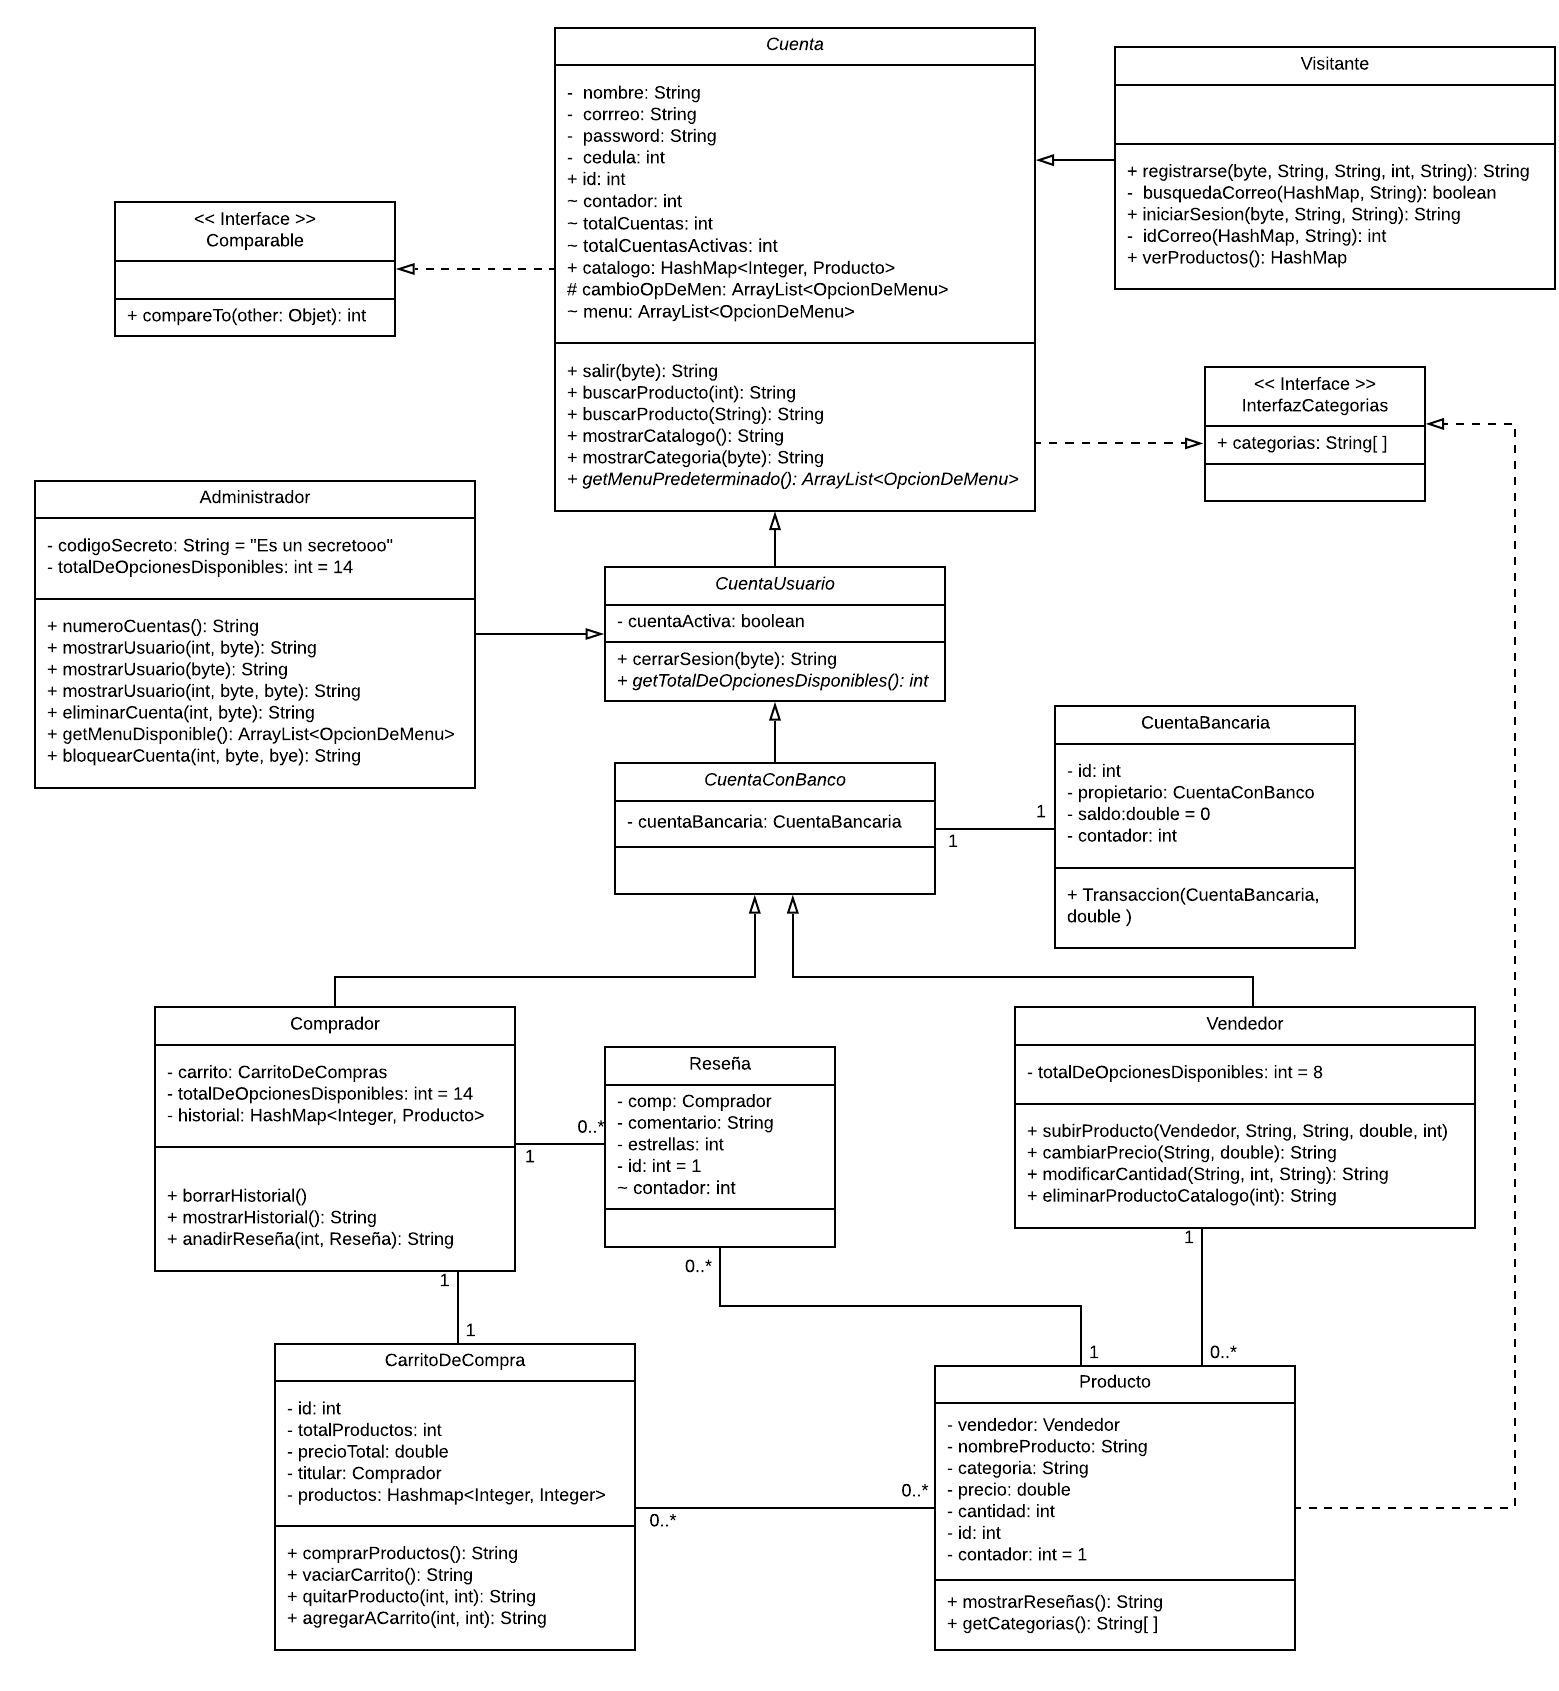 Cuenta
-  nombre: String
-  corrreo: String
-  password: String
-  cedula: int
+ id: int
~ contador: int
~ totalCuentas: int
~ totalCuentasActivas: int
+ catalogo: HashMap<Integer, Producto>
# cambioOpDeMen: ArrayList<OpcionDeMenu>
~ menu: ArrayList<OpcionDeMenu>
+ salir(byte): String
+ buscarProducto(int): String
+ buscarProducto(String): String
+ mostrarCatalogo(): String
+ mostrarCategoria(byte): String
+ getMenuPredeterminado(): ArrayList<OpcionDeMenu>
Visitante
+ registrarse(byte, String, String, int, String): String
-  busquedaCorreo(HashMap, String): boolean
+ iniciarSesion(byte, String, String): String
-  idCorreo(HashMap, String): int
+ verProductos(): HashMap
<< Interface >>
Comparable
+ compareTo(other: Objet): int
<< Interface >>
InterfazCategorias
+ categorias: String[ ]
Administrador
- codigoSecreto: String = "Es un secretooo"
- totalDeOpcionesDisponibles: int = 14
+ numeroCuentas(): String
+ mostrarUsuario(int, byte): String
+ mostrarUsuario(byte): String
+ mostrarUsuario(int, byte, byte): String
+ eliminarCuenta(int, byte): String
+ getMenuDisponible(): ArrayList<OpcionDeMenu>
+ bloquearCuenta(int, byte, bye): String
CuentaUsuario
- cuentaActiva: boolean
+ cerrarSesion(byte): String
+ getTotalDeOpcionesDisponibles(): int
CuentaConBanco
- cuentaBancaria: CuentaBancaria
1
1
CuentaBancaria
- id: int
- propietario: CuentaConBanco
- saldo:double = 0
- contador: int
+ Transaccion(CuentaBancaria,
double )
Comprador
- carrito: CarritoDeCompras
- totalDeOpcionesDisponibles: int = 14
- historial: HashMap<Integer, Producto>
+ borrarHistorial()
+ mostrarHistorial(): String
+ anadirReseña(int, Reseña): String
0..*
1
Reseña
- comp: Comprador
- comentario: String
- estrellas: int
- id: int = 1
~ contador: int
Vendedor
- totalDeOpcionesDisponibles: int = 8
+ subirProducto(Vendedor, String, String, double, int)
+ cambiarPrecio(String, double): String
+ modificarCantidad(String, int, String): String
+ eliminarProductoCatalogo(int): String
1
0..*
1
1
1
0..*
CarritoDeCompra
- id: int
- totalProductos: int
- precioTotal: double
- titular: Comprador
- productos: Hashmap<Integer, Integer>
+ comprarProductos(): String
+ vaciarCarrito(): String
+ quitarProducto(int, int): String
+ agregarACarrito(int, int): String
0..*
0..*
Producto
- vendedor: Vendedor
- nombreProducto: String
- categoria: String
- precio: double
- cantidad: int
- id: int
- contador: int = 1
+ mostrarReseñas(): String
+ getCategorias(): String[ ]